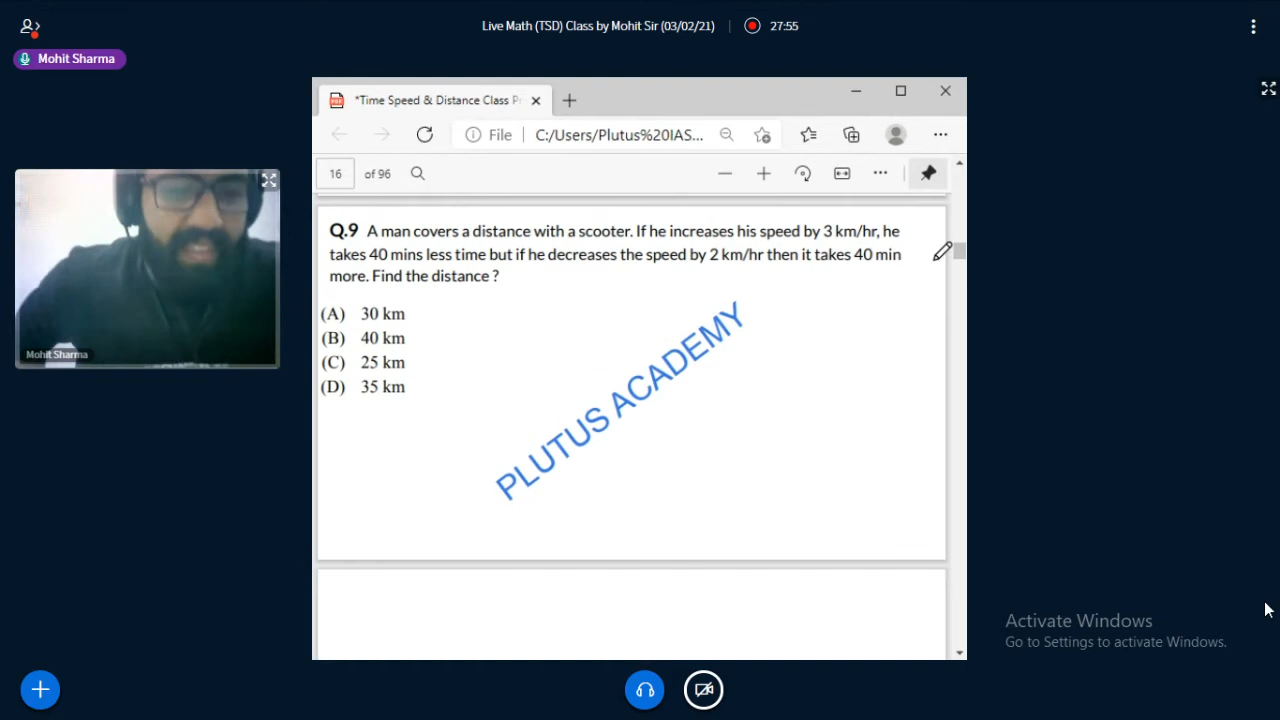 Live Math (TSD) Class by Mohit Sir (03/02/21)
27:55
Mohit Sharma
*Time Speed & Distance Class Pr
File
C:/Users/Plutus%20IAS...
16
of 96
Q.9 A man covers a distance with a scooter. If he increases his speed by 3 km/hr, he
takes 40 mins less time but if he decreases the speed by 2 km/hr then it takes 40 min
more. Find the distance ?
(A) 30 km
(B) 40 km
(C) 25 km
(D) 35 km
PLUTUS ACADEMY
Mohit Sharma
Activate Windows
Go to Settings to activate Windows.